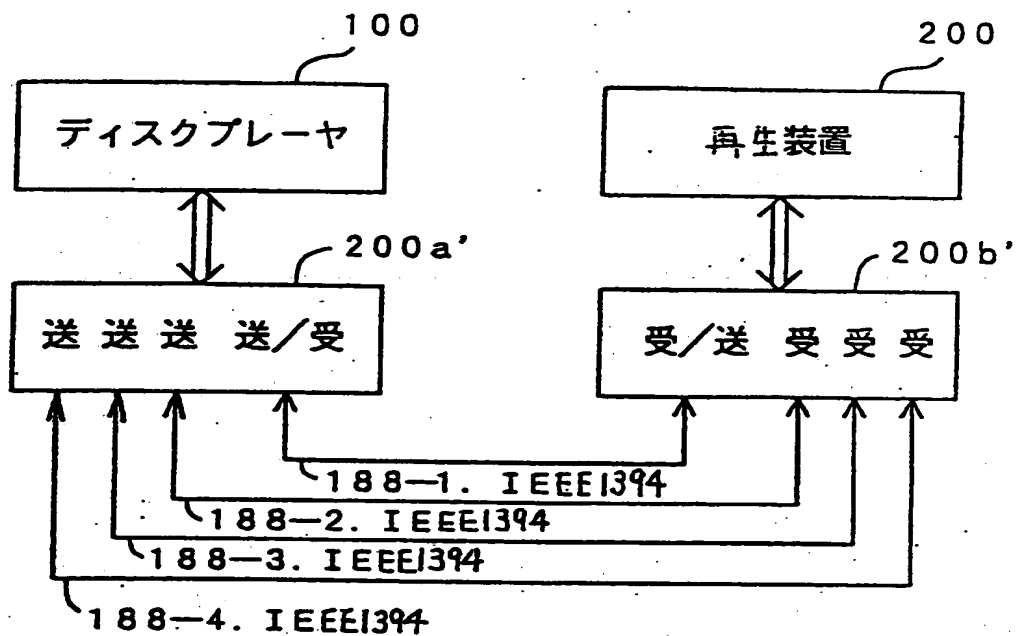 100
200
ディスクプレーヤ
再生装置
200a'
200b'
送 送 送 送/受
受/送 受 受 受
188―1. IEEE1394
188―2. IEEE1394
188―3. IEEE1394
188―4. IEEE1394